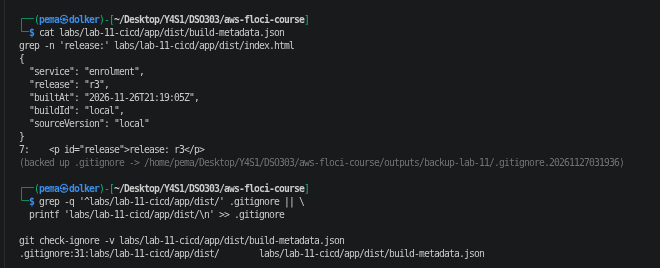 ┌──(pema㉿dolker)-[~/Desktop/Y4S1/DSO303/aws-floci-course]
└─$ cat labs/lab-11-cicd/app/dist/build-metadata.json
grep -n 'release:' labs/lab-11-cicd/app/dist/index.html
{
  "service": "enrolment",
  "release": "r3",
  "builtAt": "2026-11-26T21:19:05Z",
  "buildId": "local",
  "sourceVersion": "local"
}
7:    <p id="release">release: r3</p>
(backed up .gitignore -> /home/pema/Desktop/Y4S1/DSO303/aws-floci-course/outputs/backup-lab-11/.gitignore.20261127031936)
┌──(pema㉿dolker)-[~/Desktop/Y4S1/DSO303/aws-floci-course]
└─$ grep -q '^labs/lab-11-cicd/app/dist/' .gitignore || \
  printf 'labs/lab-11-cicd/app/dist/\n' >> .gitignore
git check-ignore -v labs/lab-11-cicd/app/dist/build-metadata.json
.gitignore:31:labs/lab-11-cicd/app/dist/        labs/lab-11-cicd/app/dist/build-metadata.json